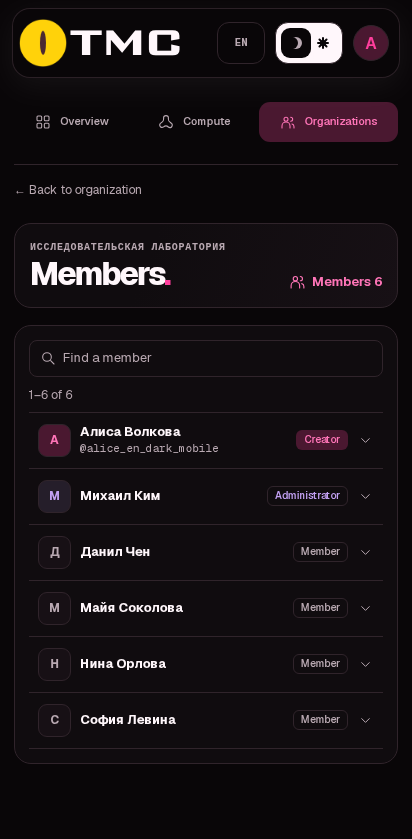 TMC
EN
A
Overview
Compute
Organizations
← Back to organization
ИССЛЕДОВАТЕЛЬСКАЯ ЛАБОРАТОРИЯ
Members.
Members 6
Find a member
1–6 of 6
А
Алиса Волкова
Creator
@alice_en_dark_mobile
М
Михаил Ким
Administrator
Д
Данил Чен
Member
М
Майя Соколова
Member
Н
Нина Орлова
Member
С
София Левина
Member